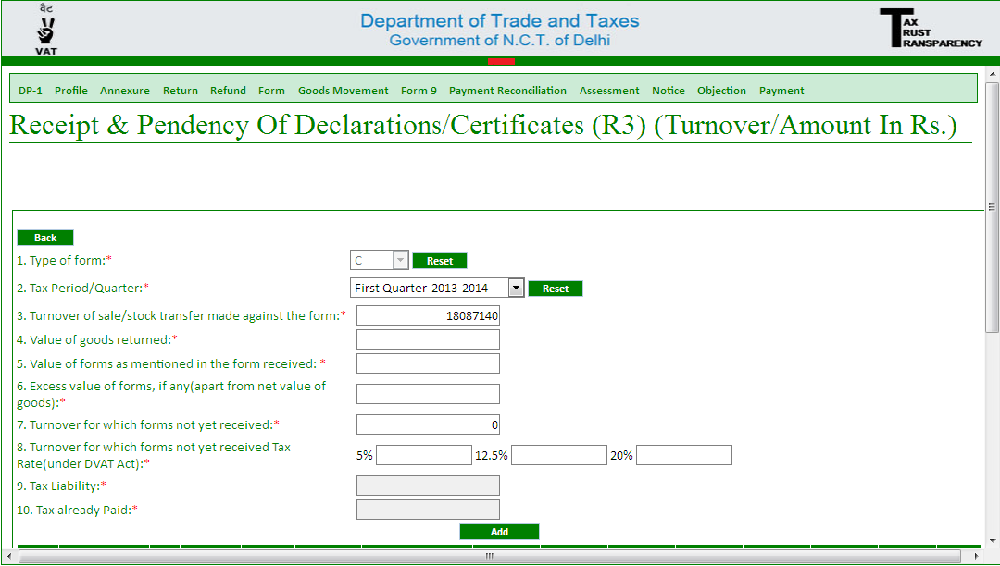 वैट
VAT
Department of Trade and Taxes
Government of N.C.T. of Delhi
TAX
TRUST
TRANSPARENCY
DP-1 Profile Annexure Return Refund Form Goods Movement Form 9 Payment Reconciliation Assessment Notice Objection Payment
Receipt & Pendency Of Declarations/Certificates (R3) (Turnover/Amount In Rs.)
Back
1. Type of form:* C Reset
2. Tax Period/Quarter:* First Quarter-2013-2014 Reset
3. Turnover of sale/stock transfer made against the form:* 18087140
4. Value of goods returned:*
5. Value of forms as mentioned in the form received: *
6. Excess value of forms, if any(apart from net value of
goods):*
7. Turnover for which forms not yet received:* 0
8. Turnover for which forms not yet received Tax
Rate(under DVAT Act):* 5% 12.5% 20%
9. Tax Liability:*
10. Tax already Paid:*
Add